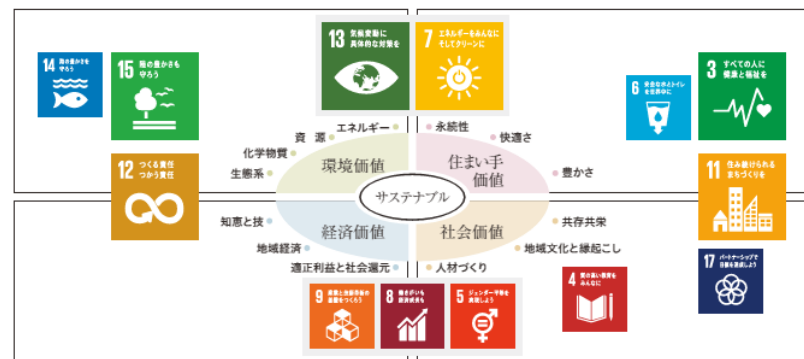 13 気候変動に
具体的な対策を
7 エネルギーをみんなに
そしてクリーンに
14 海の豊かさを
守ろう
15 陸の豊かさも
守ろう
6 安全な水とトイレ
を世界中に
3 すべての人に
健康と福祉を
12 つくる責任
つかう責任
11 住み続けられる
まちづくりを
エネルギー
資 源
化学物質
生態系
環境価値
永続性
快適さ
豊かさ
住まい手
価値
サステナブル
知恵と技
地域経済
適正利益と社会還元
経済価値
社会価値
共存共栄
地域文化と縁起こし
人材づくり
9 産業と技術革新の
基盤をつくろう
8 働きがいも
経済成長も
5 ジェンダー平等を
実現しよう
4 質の高い教育を
みんなに
17 パートナーシップで
目標を達成しよう